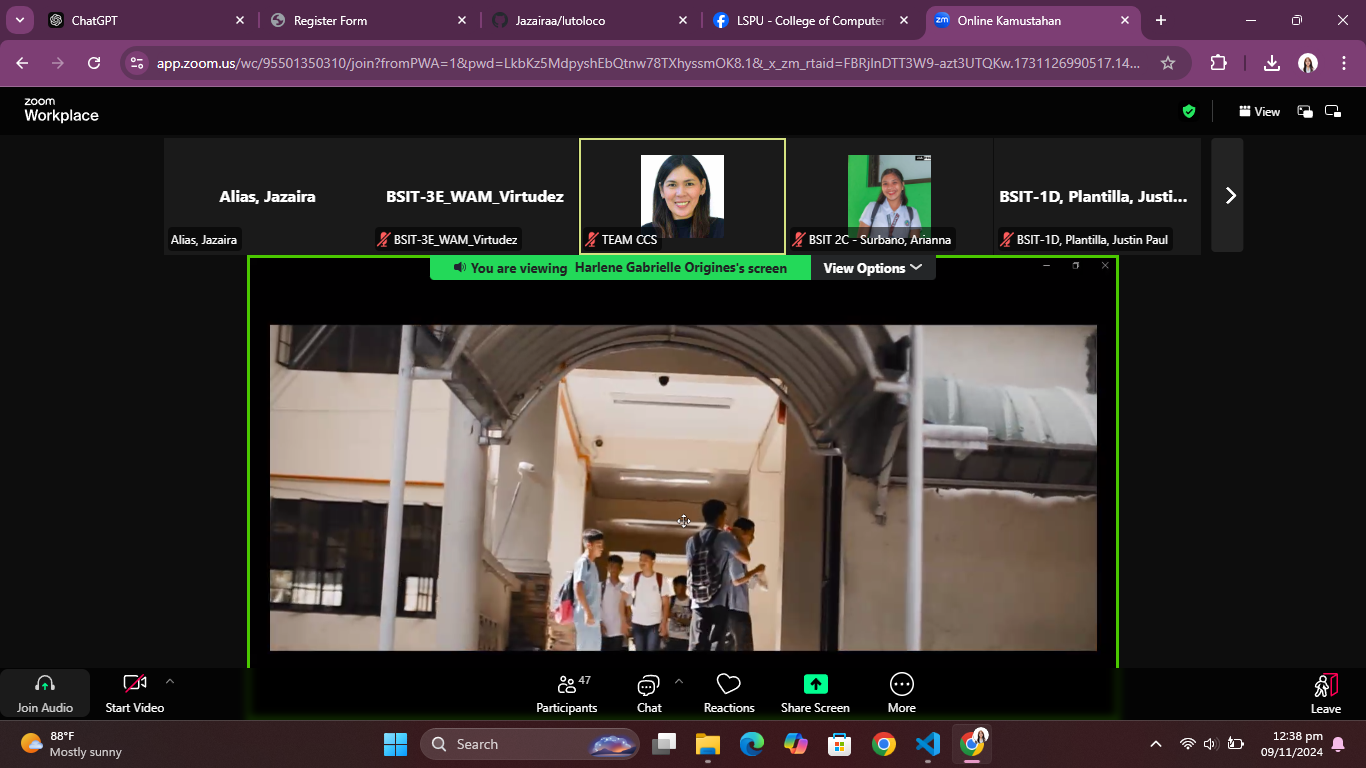 ChatGPT
Register Form
Jazairaa/lutoloco
LSPU - College of Computer
zm
Online Kamustahan
app.zoom.us/wc/95501350310/join?fromPWA=1&pwd=LkbKz5MdpyshEbQtnw78TXhyssmOK8.1&_x_zm_rtaid=FBRjInDTT3W9-azt3UTQKw.1731126990517.14...
zoom
Workplace
View
Alias, Jazaira
BSIT-3E_WAM_Virtudez
BSIT-1D, Plantilla, Justi...
Alias, Jazaira
BSIT-3E_WAM_Virtudez
TEAM CCS
BSIT 2C - Surbano, Arianna
BSIT-1D, Plantilla, Justin Paul
You are viewing Harlene Gabrielle Origines's screen
View Options
47
Join Audio
Start Video
Participants
Chat
Reactions
Share Screen
More
Leave
88°F
Mostly sunny
Search
12:38 pm
09/11/2024